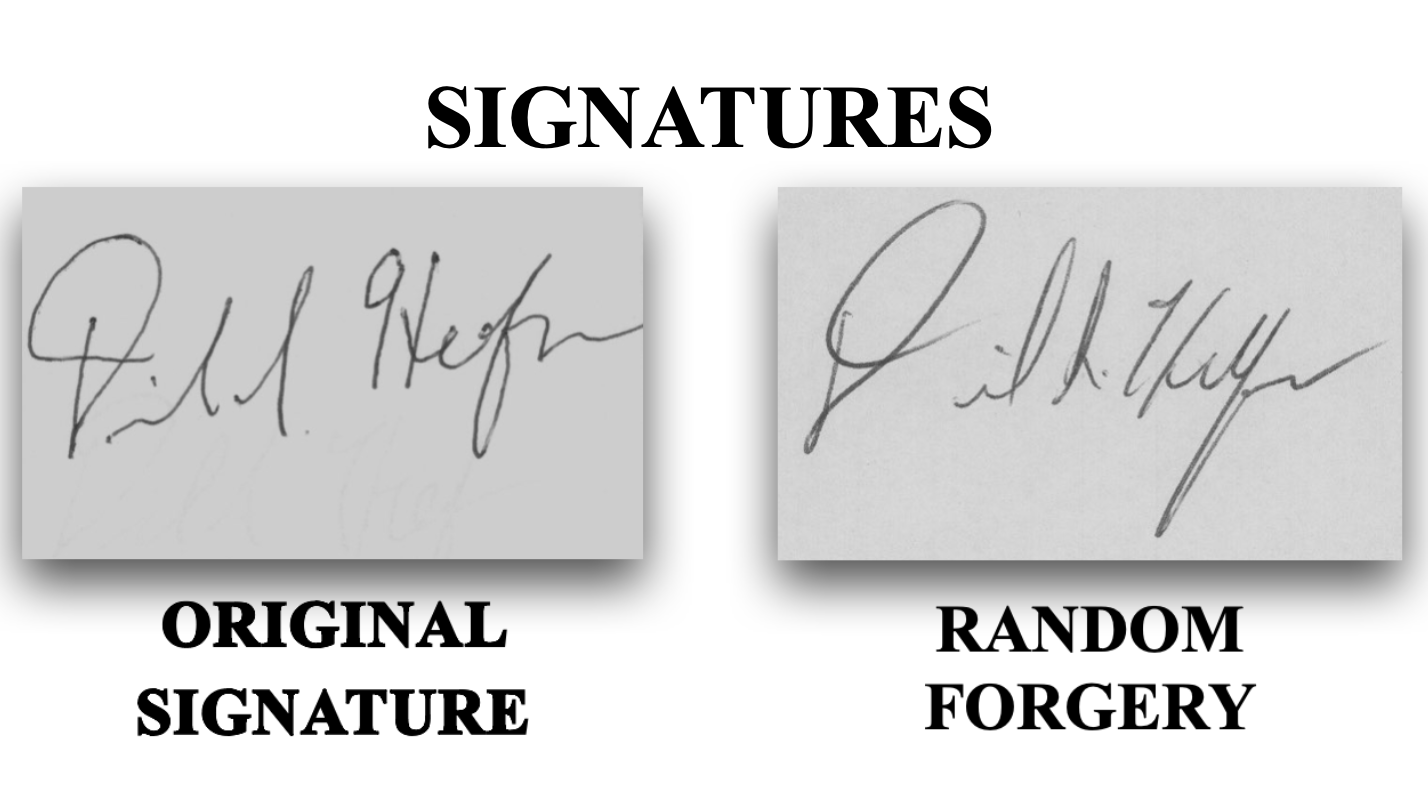 SIGNATURES
ORIGINAL
SIGNATURE
RANDOM
FORGERY